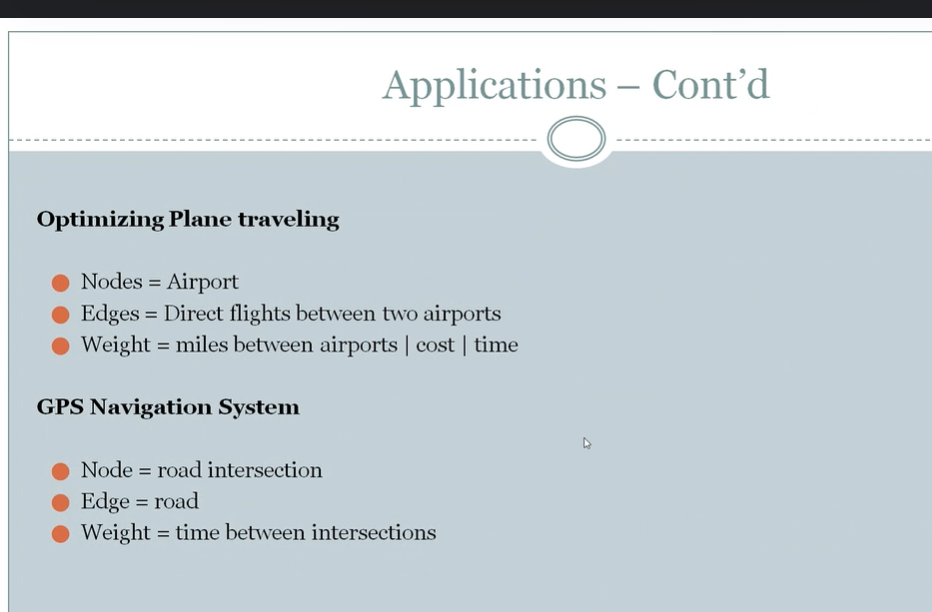 Applications – Cont’d
Optimizing Plane traveling
Nodes = Airport
Edges = Direct flights between two airports
Weight = miles between airports | cost | time
GPS Navigation System
Node = road intersection
Edge = road
Weight = time between intersections